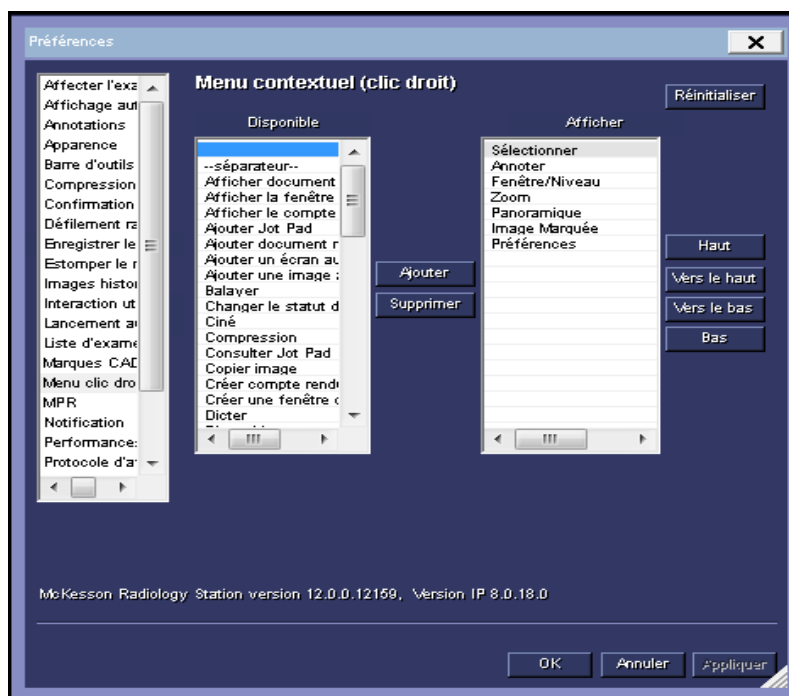 Préférences
Affecter l'exa
Affichage aut
Annotations
Apparence
Barre d'outils
Compression
Confirmation
Défilement ra
Enregistrer le
Estomper le r
Images histoi
Interaction ut
Lancement au
Liste d'exame
Marques CAD
Menu clic dro
MPR
Notification
Performance:
Protocole d'a
Menu contextuel (clic droit)
Réinitialiser
Disponible
--séparateur--
Afficher document
Afficher la fenêtre
Afficher le compte
Ajouter Jot Pad
Ajouter document r
Ajouter un écran au
Ajouter une image
Balayer
Changer le statut d
Ciné
Compression
Consulter Jot Pad
Copier image
Créer compte rendu
Créer une fenêtre
Dicter
Ajouter
Supprimer
Afficher
Sélectionner
Annoter
Fenêtre/Niveau
Zoom
Panoramique
Image Marquée
Préférences
Haut
Vers le haut
Vers le bas
Bas
McKesson Radiology Station version 12.0.0.12159, Version IP 8.0.18.0
OK
Annuler
Appliquer